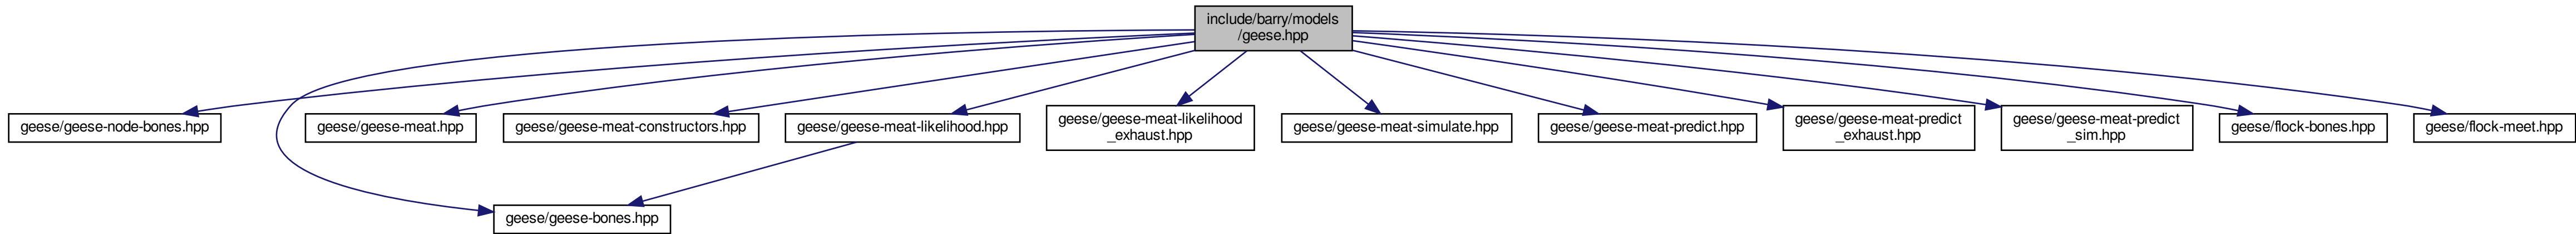 include/barry/models
/geese.hpp
geese/geese-node-bones.hpp
geese/geese-meat.hpp
geese/geese-meat-constructors.hpp
geese/geese-meat-likelihood.hpp
geese/geese-meat-likelihood
_exhaust.hpp
geese/geese-meat-simulate.hpp
geese/geese-meat-predict.hpp
geese/geese-meat-predict
_exhaust.hpp
geese/geese-meat-predict
_sim.hpp
geese/flock-bones.hpp
geese/flock-meet.hpp
geese/geese-bones.hpp